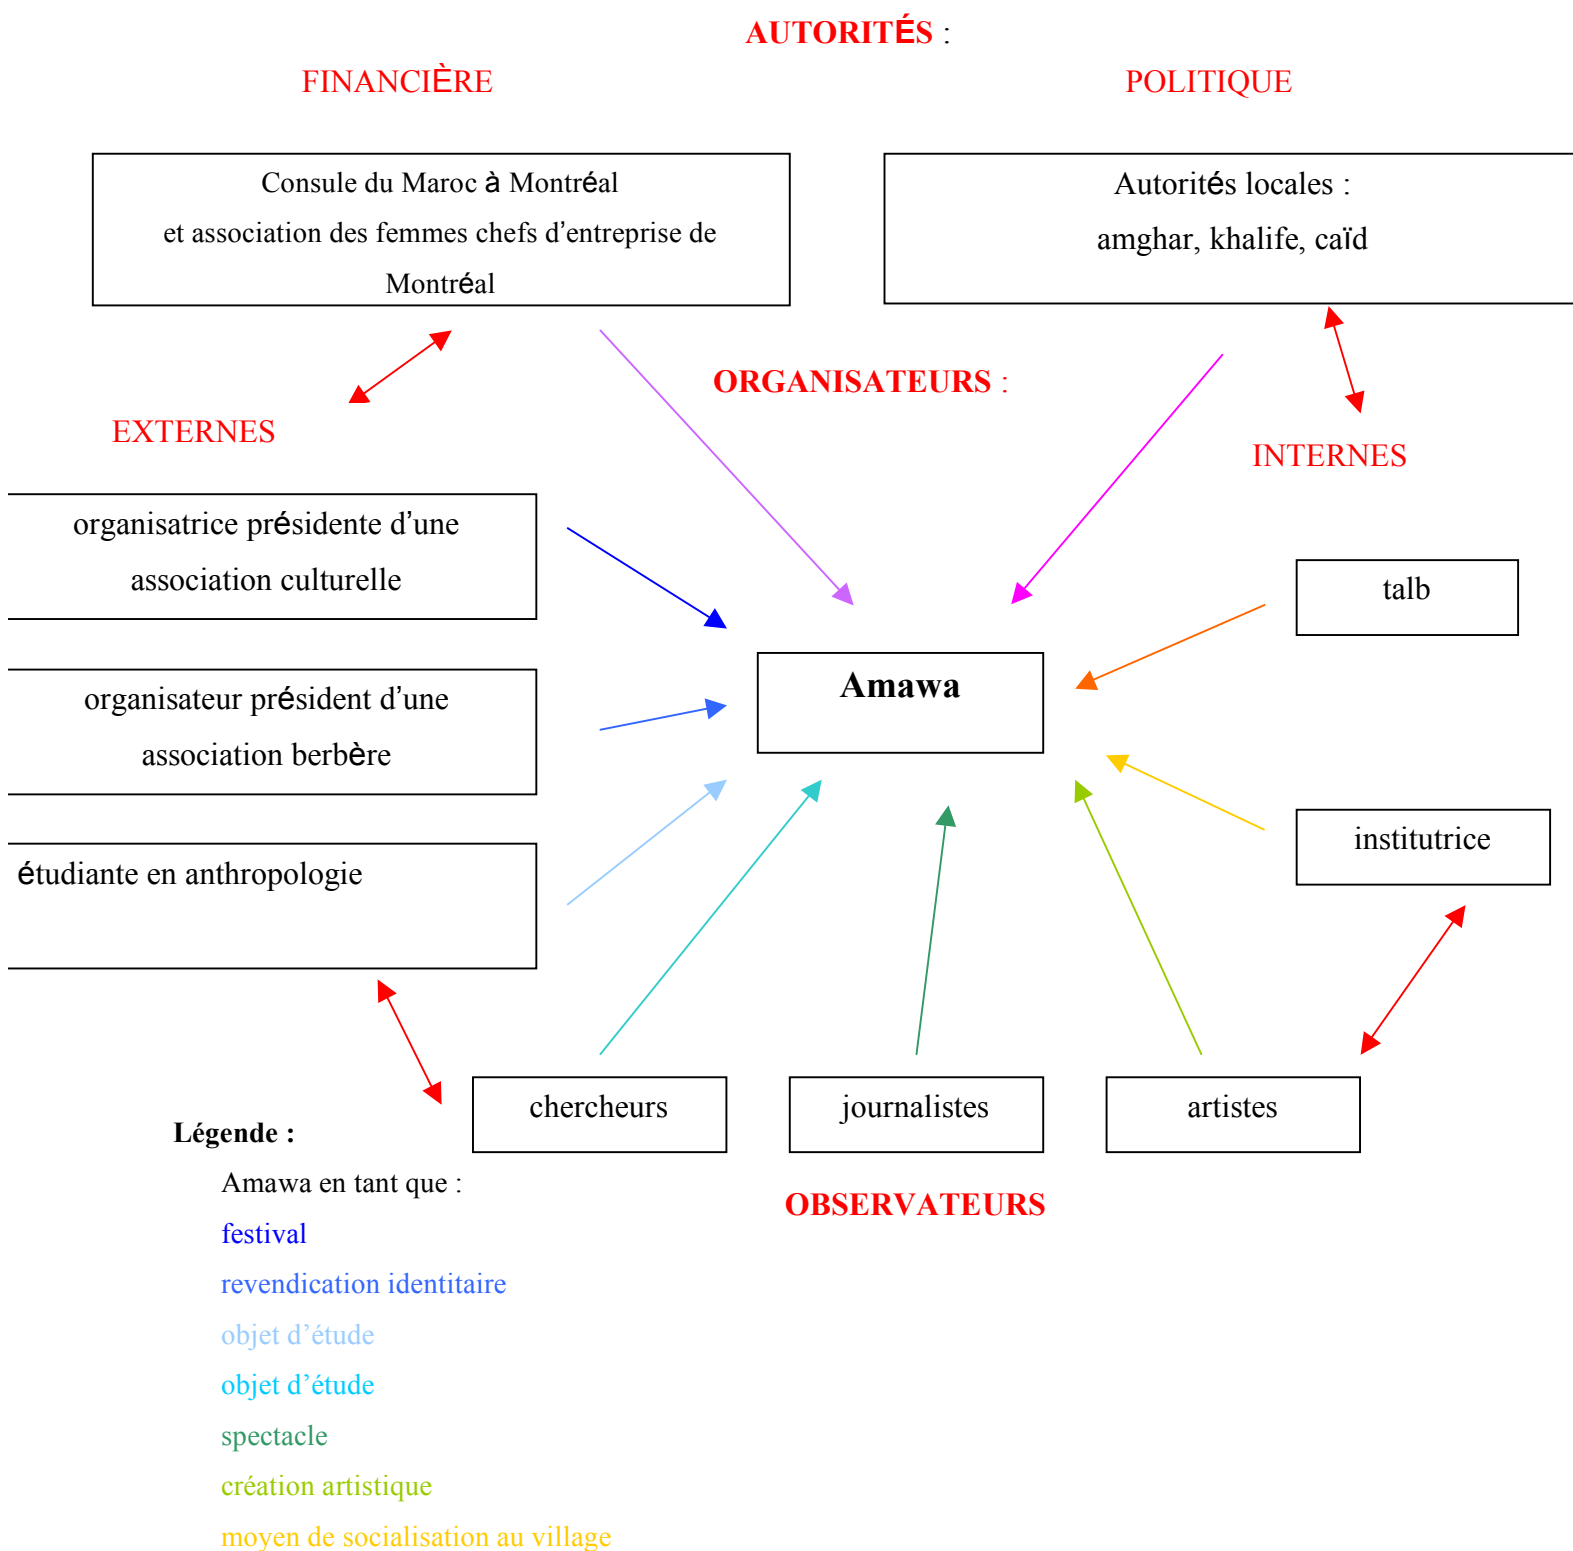 AUTORITÉS :
FINANCIÈRE
POLITIQUE
Consule du Maroc à Montréal
et association des femmes chefs d'entreprise de
Montréal
Autorités locales :
amghar, khalife, caïd
ORGANISATEURS :
EXTERNES
INTERNES
organisatrice présidente d'une
association culturelle
talb
organisateur président d'une
association berbère
Amawa
étudiante en anthropologie
institutrice
chercheurs
journalistes
artistes
OBSERVATEURS
Légende :
Amawa en tant que :
festival
revendication identitaire
objet d'étude
objet d'étude
spectacle
création artistique
moyen de socialisation au village